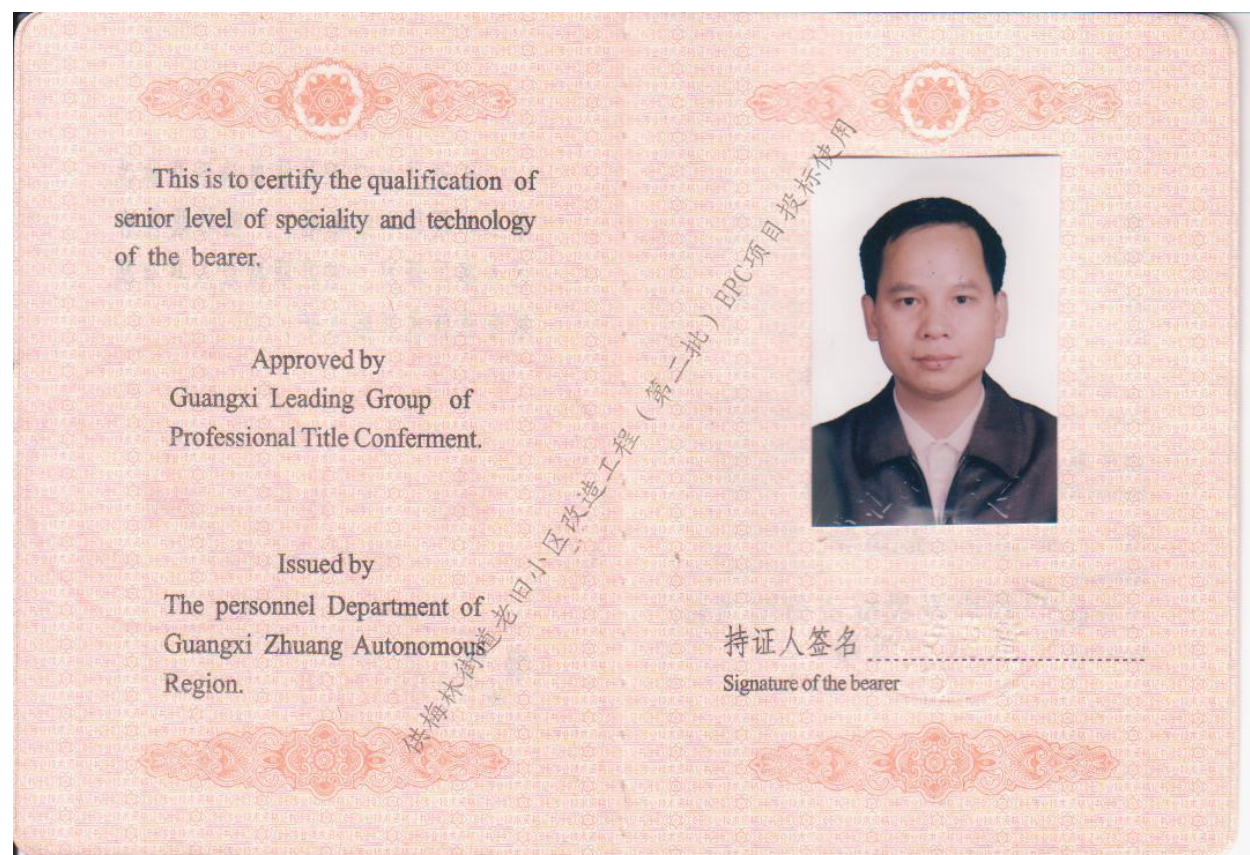 This is to certify the qualification of
senior level of speciality and technology
of the bearer.
Approved by
Guangxi Leading Group of
Professional Title Conferment.
Issued by
The personnel Department of
Guangxi Zhuang Autonomous
Region.
供梅林街道老旧小区改造工程（第二批）EPC项目投标使用
持证人签名
Signature of the bearer